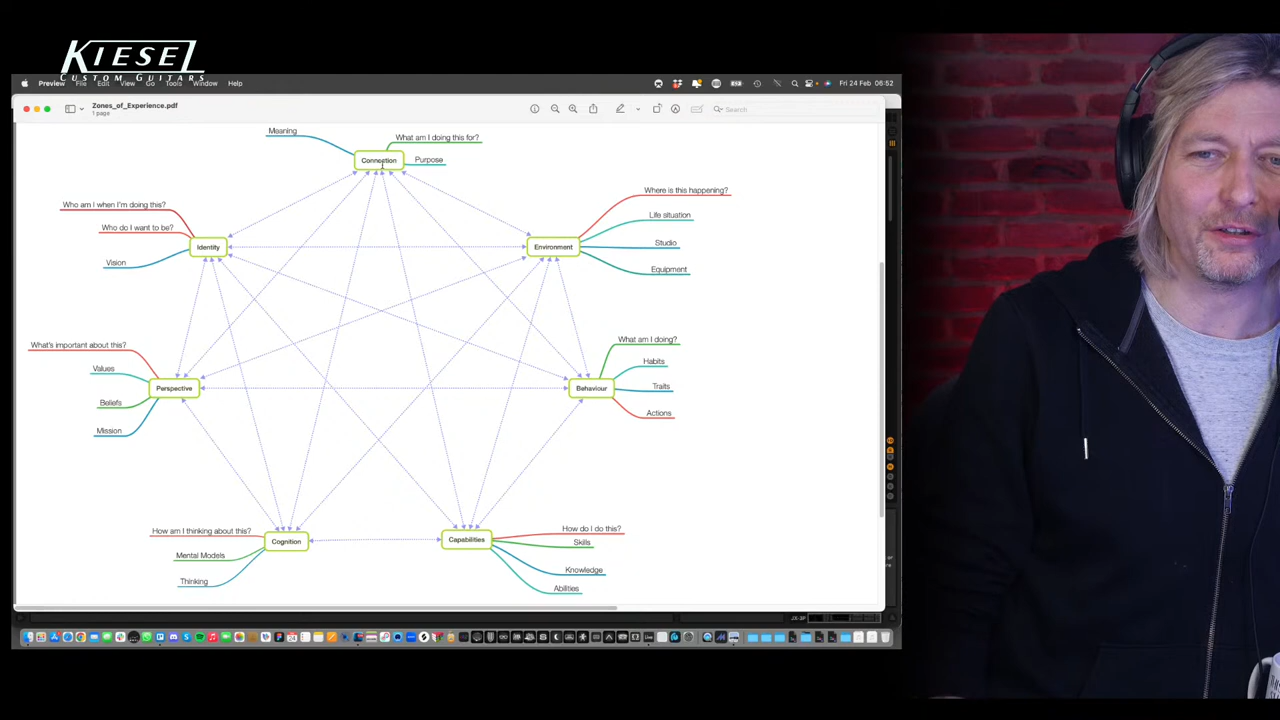 KIESEL
CUSTOM GUITARS
Preview File Edit View Go Tools Window Help
Fri 24 Feb 06:52
Zones_of_Experience.pdf
1 page
Search
Meaning
What am I doing this for?
Connection
Purpose
Where is this happening?
Who am I when I'm doing this?
Life situation
Who do I want to be?
Identity
Environment
Studio
Vision
Equipment
What am I doing?
What's important about this?
Habits
Values
Perspective
Behaviour
Traits
Beliefs
Actions
Mission
How am I thinking about this?
How do I do this?
Cognition
Capabilities
Skills
Mental Models
Knowledge
Thinking
Abilities
JX-3P